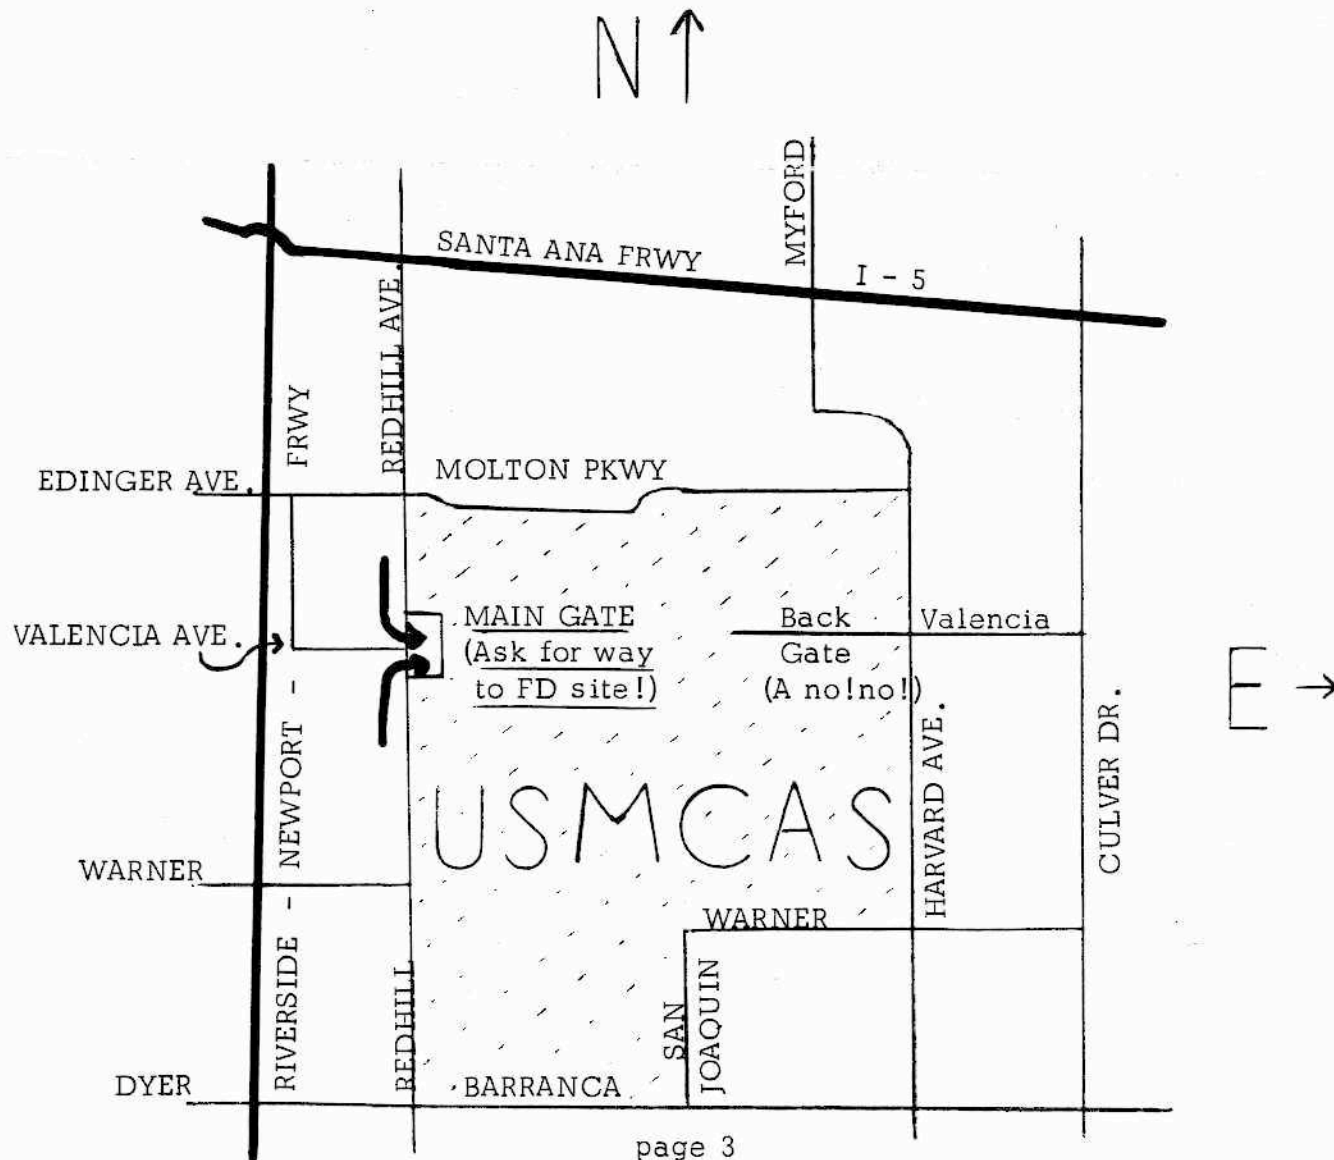 N
MYFORD
SANTA ANA FRWY
I - 5
REDHILL AVE.
FRWY
EDINGER AVE.
MOLTON PKWY
VALENCIA AVE.
MAIN GATE
(Ask for way
to FD site!)
Back
Gate
(A no!no!)
Valencia
E
USMCAS
HARVARD AVE.
CULVER DR.
RIVERSIDE - NEWPORT -
WARNER
WARNER
REDHILL
SAN
JOAQUIN
DYER
BARRANCA
page 3